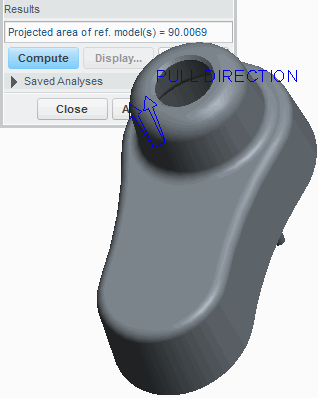 Results
Projected area of ref. model(s) = 90.0069
Compute
Display...
PULL DIRECTION
Saved Analyses
Close
A